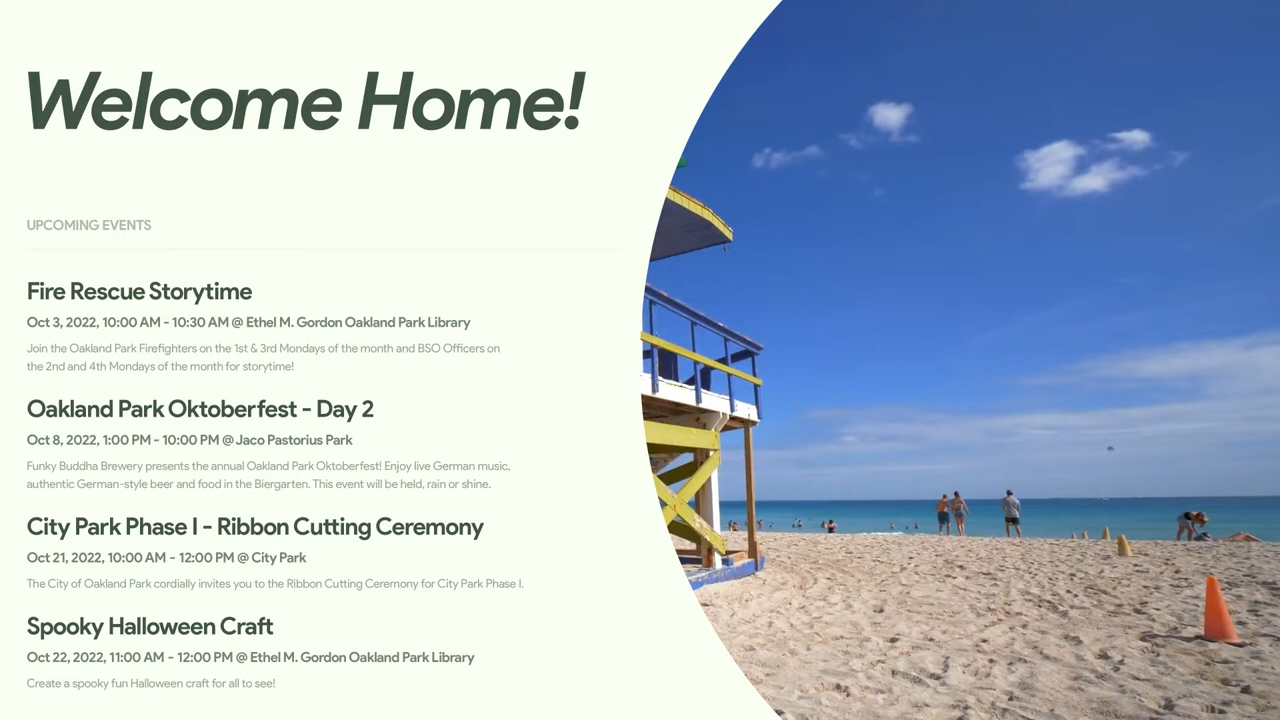 Welcome Home!
UPCOMING EVENTS
Fire Rescue Storytime
Oct 3, 2022, 10:00 AM - 10:30 AM @ Ethel M. Gordon Oakland Park Library
Join the Oakland Park Firefighters on the 1st & 3rd Mondays of the month and BSO Officers on
the 2nd and 4th Mondays of the month for storytime!
Oakland Park Oktoberfest - Day 2
Oct 8, 2022, 1:00 PM - 10:00 PM @ Jaco Pastorius Park
Funky Buddha Brewery presents the annual Oakland Park Oktoberfest! Enjoy live German music,
authentic German-style beer and food in the Biergarten. This event will be held, rain or shine.
City Park Phase I - Ribbon Cutting Ceremony
Oct 21, 2022, 10:00 AM - 12:00 PM @ City Park
The City of Oakland Park cordially invites you to the Ribbon Cutting Ceremony for City Park Phase I.
Spooky Halloween Craft
Oct 22, 2022, 11:00 AM - 12:00 PM @ Ethel M. Gordon Oakland Park Library
Create a spooky fun Halloween craft for all to see!